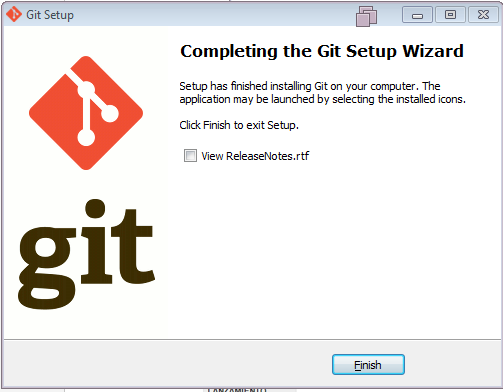 Git Setup
Completing the Git Setup Wizard
Setup has finished installing Git on your computer. The
application may be launched by selecting the installed icons.
Click Finish to exit Setup.
View ReleaseNotes.rtf
git
Finish
LANZAMIENTO